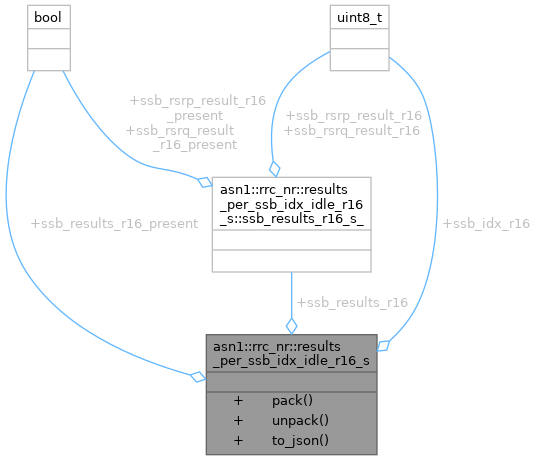 bool
uint8_t
+ssb_rsrp_result_r16
_present
+ssb_rsrq_result
_r16_present
+ssb_rsrp_result_r16
+ssb_rsrq_result_r16
asn1::rrc_nr::results
_per_ssb_idx_idle_r16
_s::ssb_results_r16_s_
+ssb_results_r16_present
+ssb_idx_r16
+ssb_results_r16
asn1::rrc_nr::results
_per_ssb_idx_idle_r16_s
+ pack()
+ unpack()
+ to_json()